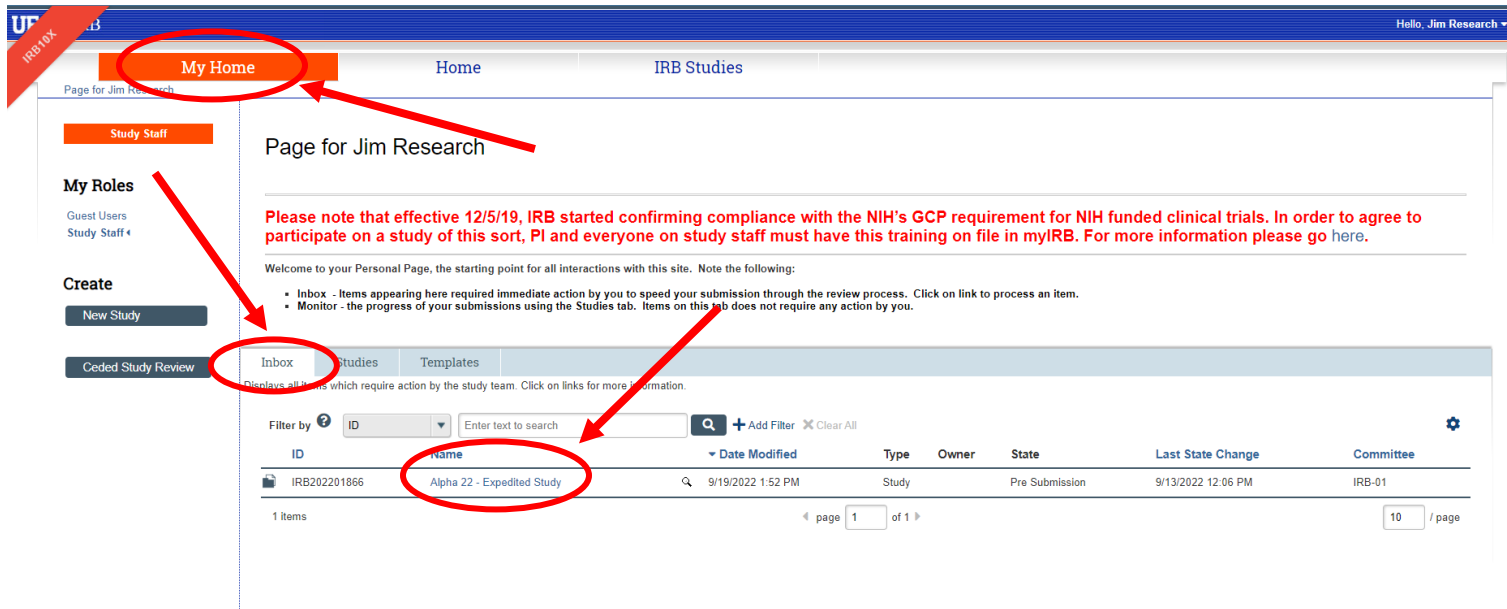 UF
RB
Hello, Jim Research
IRB10X
My Home
Home
IRB Studies
Page for Jim Research
Study Staff
Page for Jim Research
My Roles
Guest Users
Study Staff
Please note that effective 12/5/19, IRB started confirming compliance with the NIH's GCP requirement for NIH funded clinical trials. In order to agree to
participate on a study of this sort, PI and everyone on study staff must have this training on file in myIRB. For more information please go here.
Welcome to your Personal Page, the starting point for all interactions with this site. Note the following:
Create
▪ Inbox - Items appearing here required immediate action by you to speed your submission through the review process. Click on link to process an item.
▪ Monitor - the progress of your submissions using the Studies tab. Items on this tab does not require any action by you.
New Study
Ceded Study Review
Inbox Studies Templates
Displays all items which require action by the study team. Click on links for more information.
Filter by ? ID Enter text to search Add Filter Clear All
ID Name Date Modified Type Owner State Last State Change Committee
IRB202201866 Alpha 22 - Expedited Study 9/19/2022 1:52 PM Study Pre Submission 9/13/2022 12:06 PM IRB-01
1 items page 1 of 1 10 / page